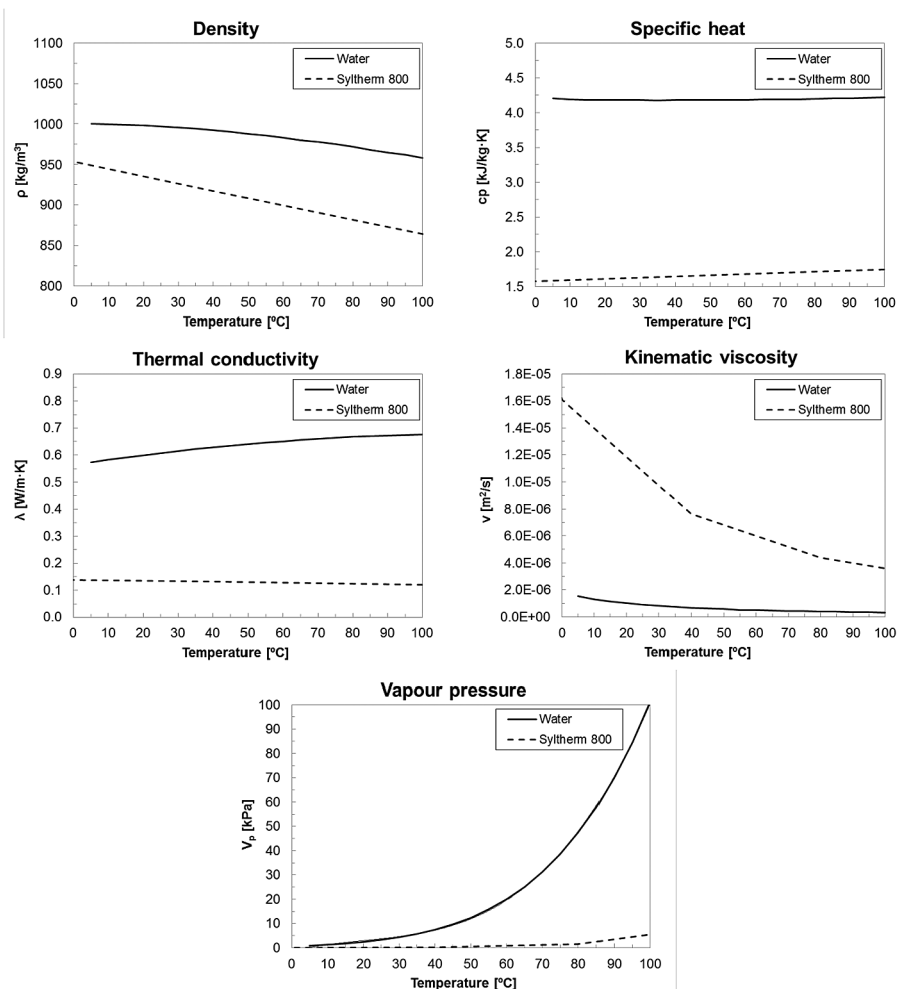 Density
1100
1050
1000
950
900
850
800
ρ [kg/m³]
Water
Syltherm 800
0 10 20 30 40 50 60 70 80 90 100
Temperature [ºC]
Specific heat
5.0
4.5
4.0
3.5
3.0
2.5
2.0
1.5
cp [kJ/kg·K]
Water
Syltherm 800
0 10 20 30 40 50 60 70 80 90 100
Temperature [ºC]
Thermal conductivity
0.9
0.8
0.7
0.6
0.5
0.4
0.3
0.2
0.1
0.0
λ [W/m·K]
Water
Syltherm 800
0 10 20 30 40 50 60 70 80 90 100
Temperature [ºC]
Kinematic viscosity
1.8E-05
1.6E-05
1.4E-05
1.2E-05
1.0E-05
8.0E-06
6.0E-06
4.0E-06
2.0E-06
0.0E+00
ν [m²/s]
Water
Syltherm 800
0 10 20 30 40 50 60 70 80 90 100
Temperature [ºC]
Vapour pressure
100
90
80
70
60
50
40
30
20
10
0
Vₚ [kPa]
Water
Syltherm 800
0 10 20 30 40 50 60 70 80 90 100
Temperature [ºC]